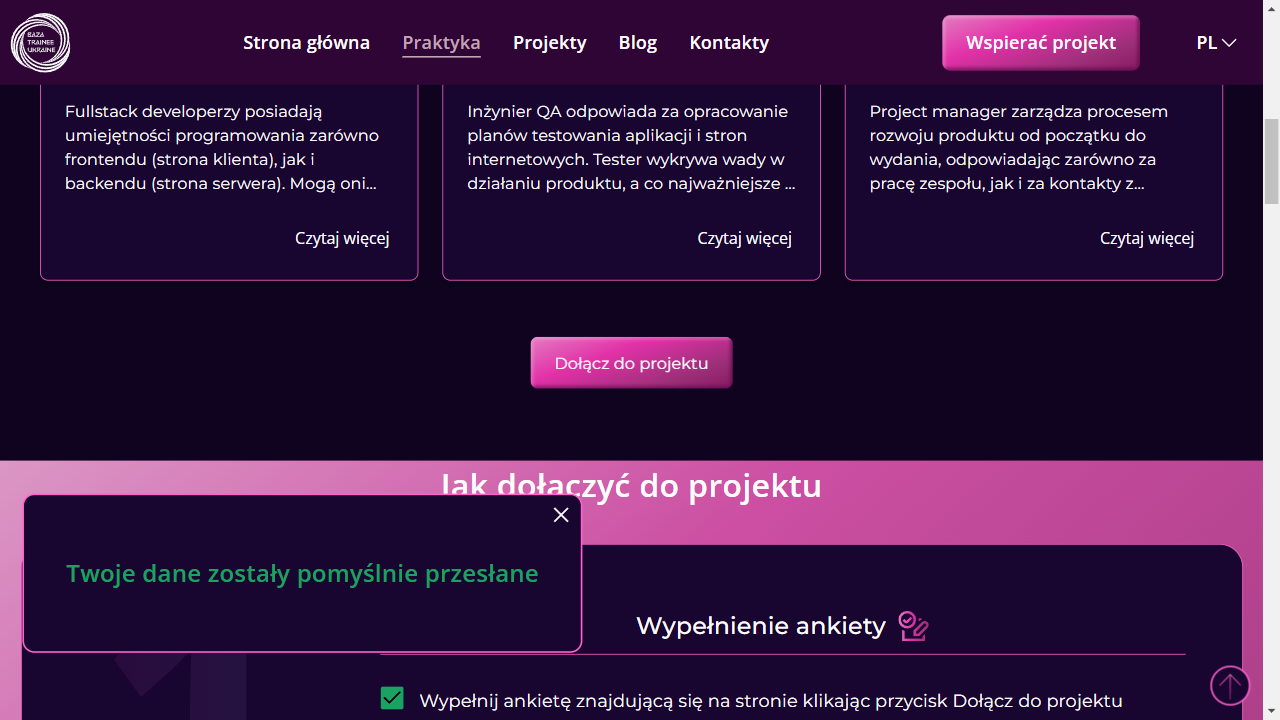 BAZA
TRAINEE
UKRAINE
Strona główna
Praktyka
Projekty
Blog
Kontakty
Wspierać projekt
PL
Fullstack developerzy posiadają
umiejętności programowania zarówno
frontendu (strona klienta), jak i
backendu (strona serwera). Mogą oni...
Czytaj więcej
Inżynier QA odpowiada za opracowanie
planów testowania aplikacji i stron
internetowych. Tester wykrywa wady w
działaniu produktu, a co najważniejsze ...
Czytaj więcej
Project manager zarządza procesem
rozwoju produktu od początku do
wydania, odpowiadając zarówno za
pracę zespołu, jak i za kontakty z...
Czytaj więcej
Dołącz do projektu
Jak dołączyć do projektu
Twoje dane zostały pomyślnie przesłane
Wypełnienie ankiety
Wypełnij ankietę znajdującą się na stronie klikając przycisk Dołącz do projektu